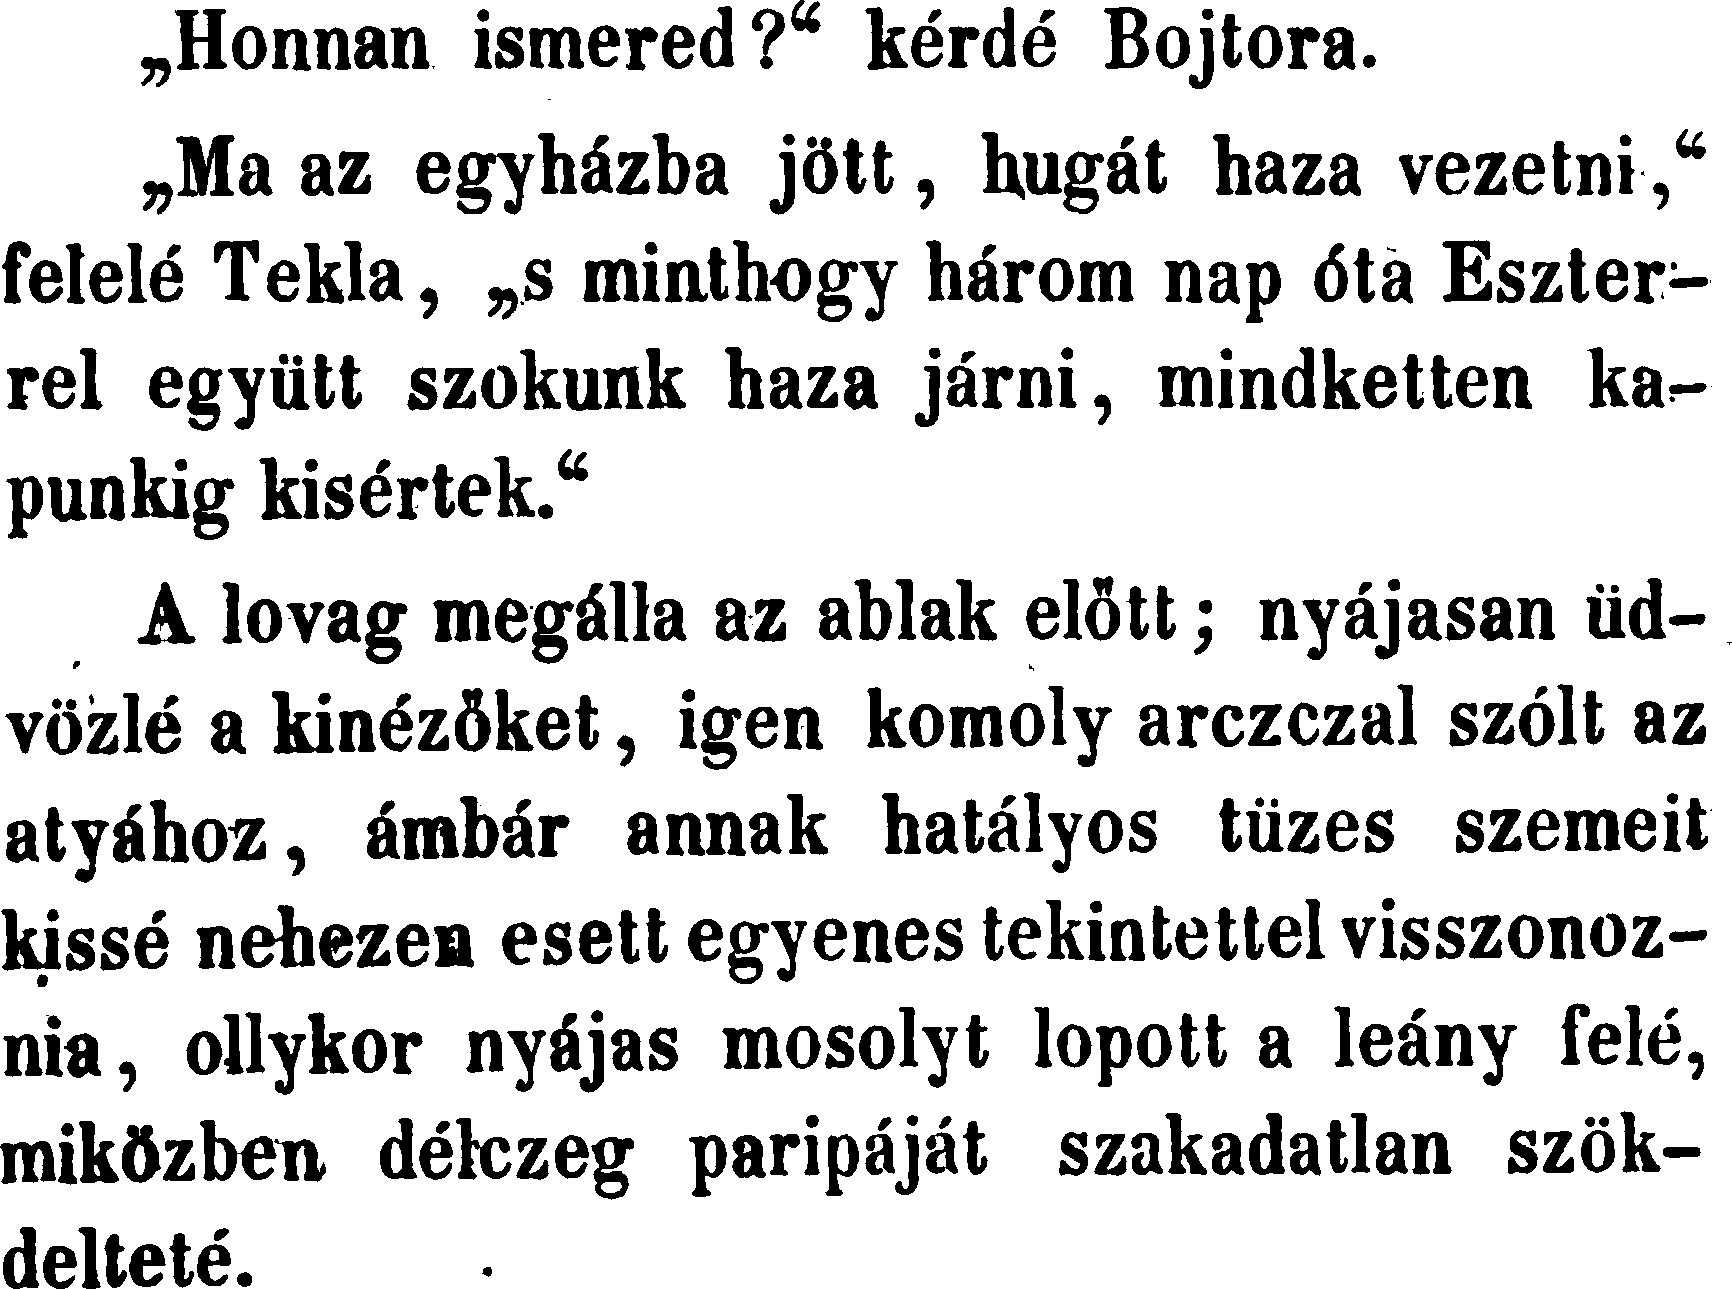 „Honnan ismered?“ kérdé Bojtora.
„Ma az egyházba jött, hugát haza vezetni,“
felelé Tekla, „s minthogy három nap óta Eszter-
rel együtt szokunk haza járni, mindketten ka-
punkig kisértek.“
A lovag megálla az ablak előtt; nyájasan üd-
vözlé a kinézőket, igen komoly arczczal szólt az
atyához, ámbár annak hatályos tüzes szemeit
kissé nehezen esett egyenes tekintettel visszonoz-
nia, ollykor nyájas mosolyt lopott a leány felé,
miközben délczeg paripáját szakadatlan szök-
delteté.